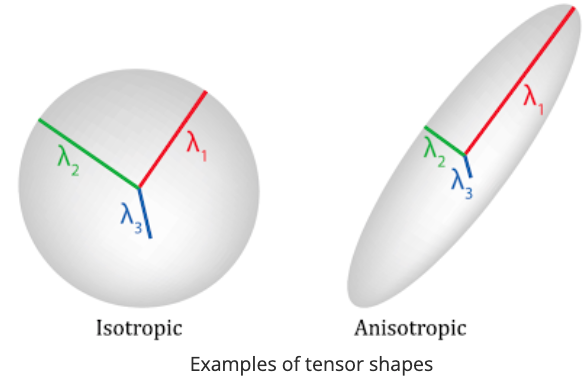 λ1
λ2
λ3
λ1
λ2
λ3
Isotropic
Anisotropic
Examples of tensor shapes